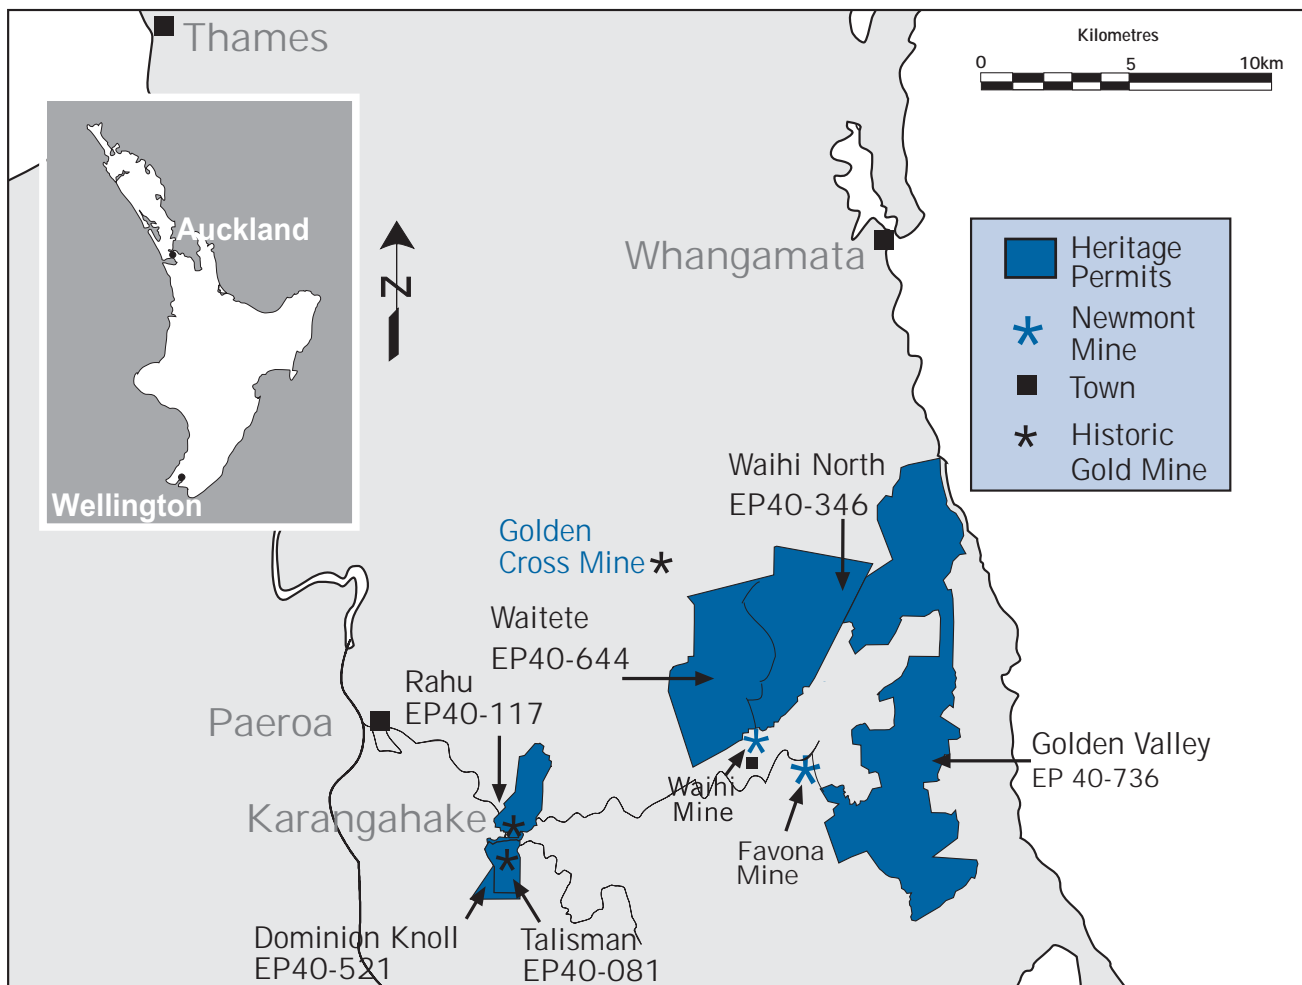 Thames
Kilometres
0 5 10km
Auckland
Wellington
N
Whangamata
Heritage
Permits
Newmont
Mine
Town
Historic
Gold Mine
Waihi North
EP40-346
Golden
Cross Mine
Waitete
EP40-644
Rahu
EP40-117
Paeroa
Karangahake
Waihi
Mine
Favona
Mine
Golden Valley
EP 40-736
Dominion Knoll
EP40-521
Talisman
EP40-081